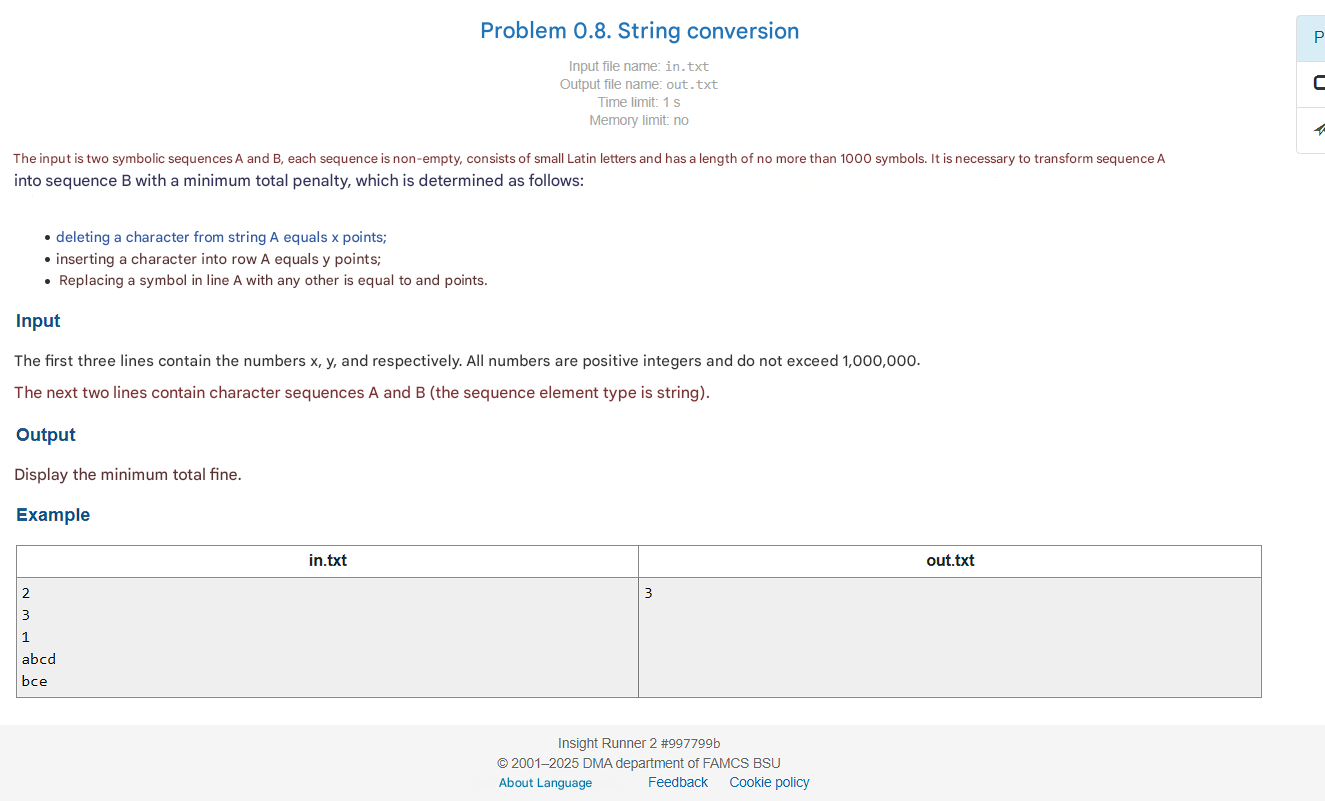 Problem 0.8. String conversion
Input file name: in.txt
Output file name: out.txt
Time limit: 1 s
Memory limit: no
P
The input is two symbolic sequences A and B, each sequence is non-empty, consists of small Latin letters and has a length of no more than 1000 symbols. It is necessary to transform sequence A
into sequence B with a minimum total penalty, which is determined as follows:
• deleting a character from string A equals x points;
• inserting a character into row A equals y points;
• Replacing a symbol in line A with any other is equal to and points.
Input
The first three lines contain the numbers x, y, and respectively. All numbers are positive integers and do not exceed 1,000,000.
The next two lines contain character sequences A and B (the sequence element type is string).
Output
Display the minimum total fine.
Example
in.txt out.txt
2 3
3
1
abcd
bce
Insight Runner 2 #997799b
© 2001–2025 DMA department of FAMCS BSU
About Language Feedback Cookie policy